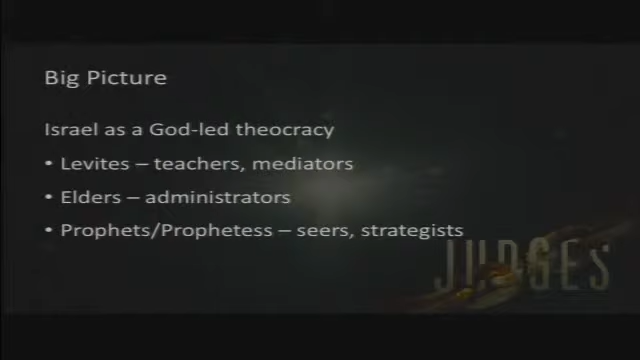 Big Picture
Israel as a God-led theocracy
• Levites – teachers, mediators
• Elders – administrators
• Prophets/Prophetess – seers, strategists
JUDGES